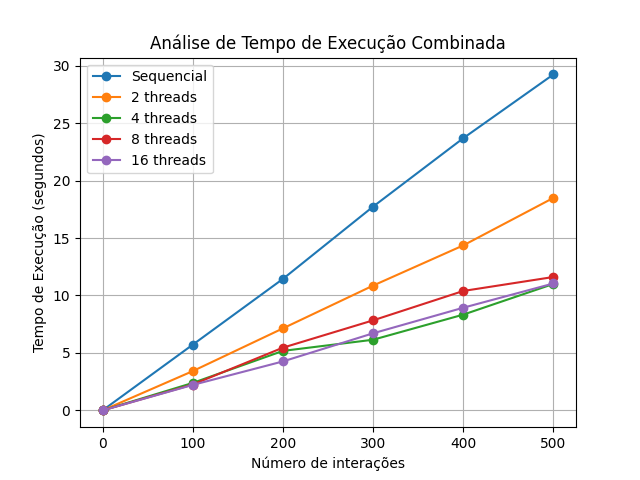 Análise de Tempo de Execução Combinada
Sequencial
2 threads
4 threads
8 threads
16 threads
Tempo de Execução (segundos)
30
25
20
15
10
5
0
0 100 200 300 400 500
Número de interações